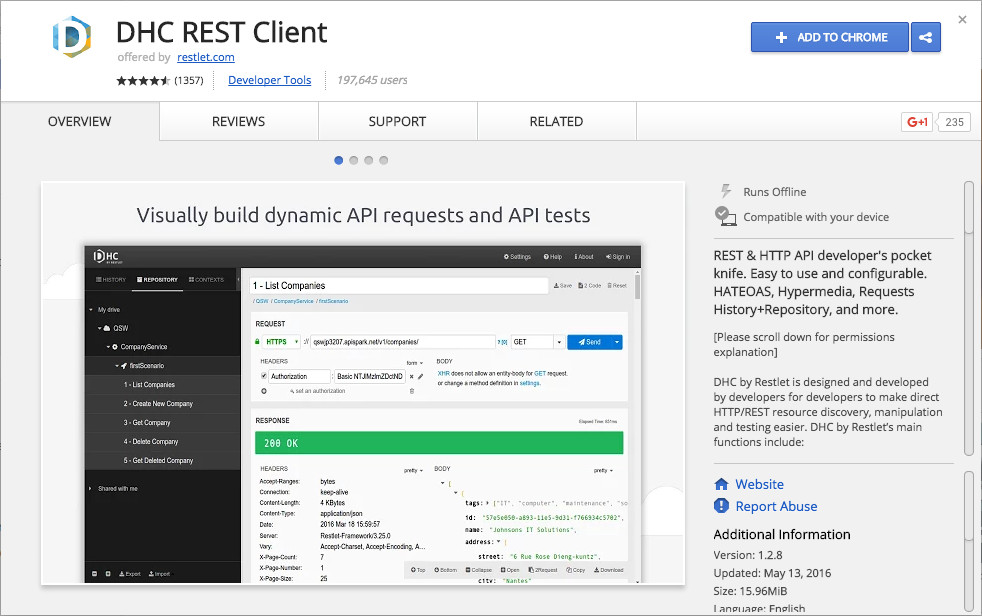 DHC REST Client
offered by restlet.com
(1357) Developer Tools 197,645 users
ADD TO CHROME
OVERVIEW REVIEWS SUPPORT RELATED
G+1 235
Visually build dynamic API requests and API tests
DHC
Settings Help About Sign in
HISTORY REPOSITORY CONTEXTS
My drive
QSW
CompanyService
firstScenario
1 - List Companies
2 - Create New Company
3 - Get Company
4 - Delete Company
5 - Get Deleted Company
Shared with me
Export Import
1 - List Companies
Save 2 Code Reset
/ QSW / CompanyService / firstScenario
REQUEST
HTTPS :// qswjp3207.apispark.net/v1/companies/ ? [0] GET Send
HEADERS form BODY
Authorization : Basic NTJlMzlmZDctND
XHR does not allow an entity-body for GET request.
or change a method definition in settings.
set an authorization
RESPONSE
200 OK
HEADERS pretty BODY pretty
Accept-Ranges: bytes
Connection: keep-alive
Content-Length: 4 KBytes
Content-Type: application/json
Date: 2016 Mar 18 15:59:57
Server: Restlet-Framework/3.25.0
Vary: Accept-Charset, Accept-Encoding, A...
X-Page-Count: 7
X-Page-Number: 1
X-Page-Size: 25
[
{
tags: ["IT", "computer", "maintenance", "so
id: "57e5e050-a893-11e5-9d31-f766934c5702",
name: "Johnsons IT Solutions",
address: {
street: "6 Rue Rose Dieng-kuntz",
city: "Nantes"
Top Bottom Collapse Open 2Request Copy Download
Runs Offline
Compatible with your device
REST & HTTP API developer's pocket
knife. Easy to use and configurable.
HATEOAS, Hypermedia, Requests
History+Repository, and more.
[Please scroll down for permissions
explanation]
DHC by Restlet is designed and developed
by developers for developers to make direct
HTTP/REST resource discovery, manipulation
and testing easier. DHC by Restlet's main
functions include:
Website
Report Abuse
Additional Information
Version: 1.2.8
Updated: May 13, 2016
Size: 15.96MiB
Language: English